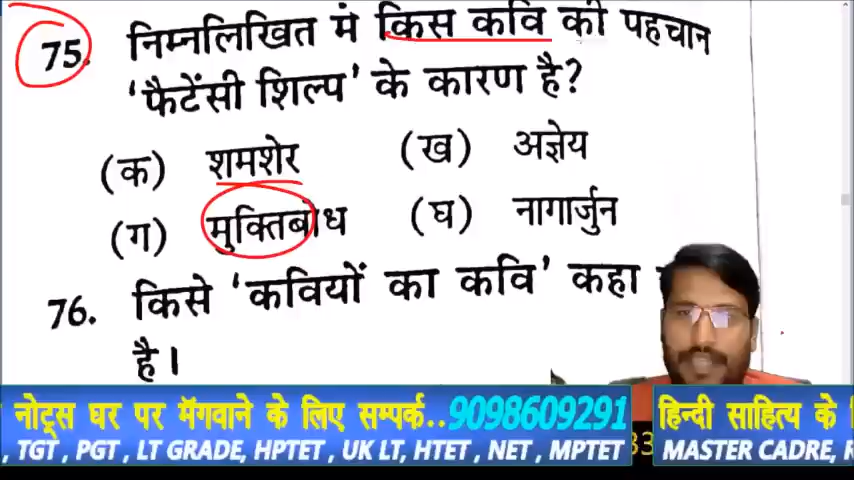 75. निम्नलिखित में किस कवि की पहचान
'फैटेंसी शिल्प' के कारण है?
(क) शमशेर (ख) अज्ञेय
(ग) मुक्तिबोध (घ) नागार्जुन
76. किसे 'कवियों का कवि' कहा
है।
नोट्स घर पर मॅगवाने के लिए सम्पर्क..9098609291 हिन्दी साहित्य के
, TGT , PGT , LT GRADE, HPTET , UK LT, HTET , NET , MPTET 33 MASTER CADRE,